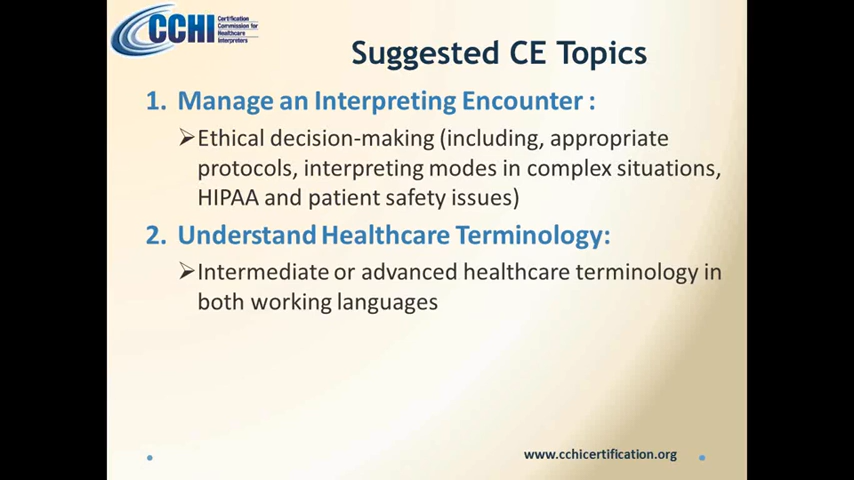 CCHI
Certification
Commission for
Healthcare
Interpreters
Suggested CE Topics
1. Manage an Interpreting Encounter :
➢Ethical decision-making (including, appropriate
protocols, interpreting modes in complex situations,
HIPAA and patient safety issues)
2. Understand Healthcare Terminology:
➢Intermediate or advanced healthcare terminology in
both working languages
www.cchicertification.org